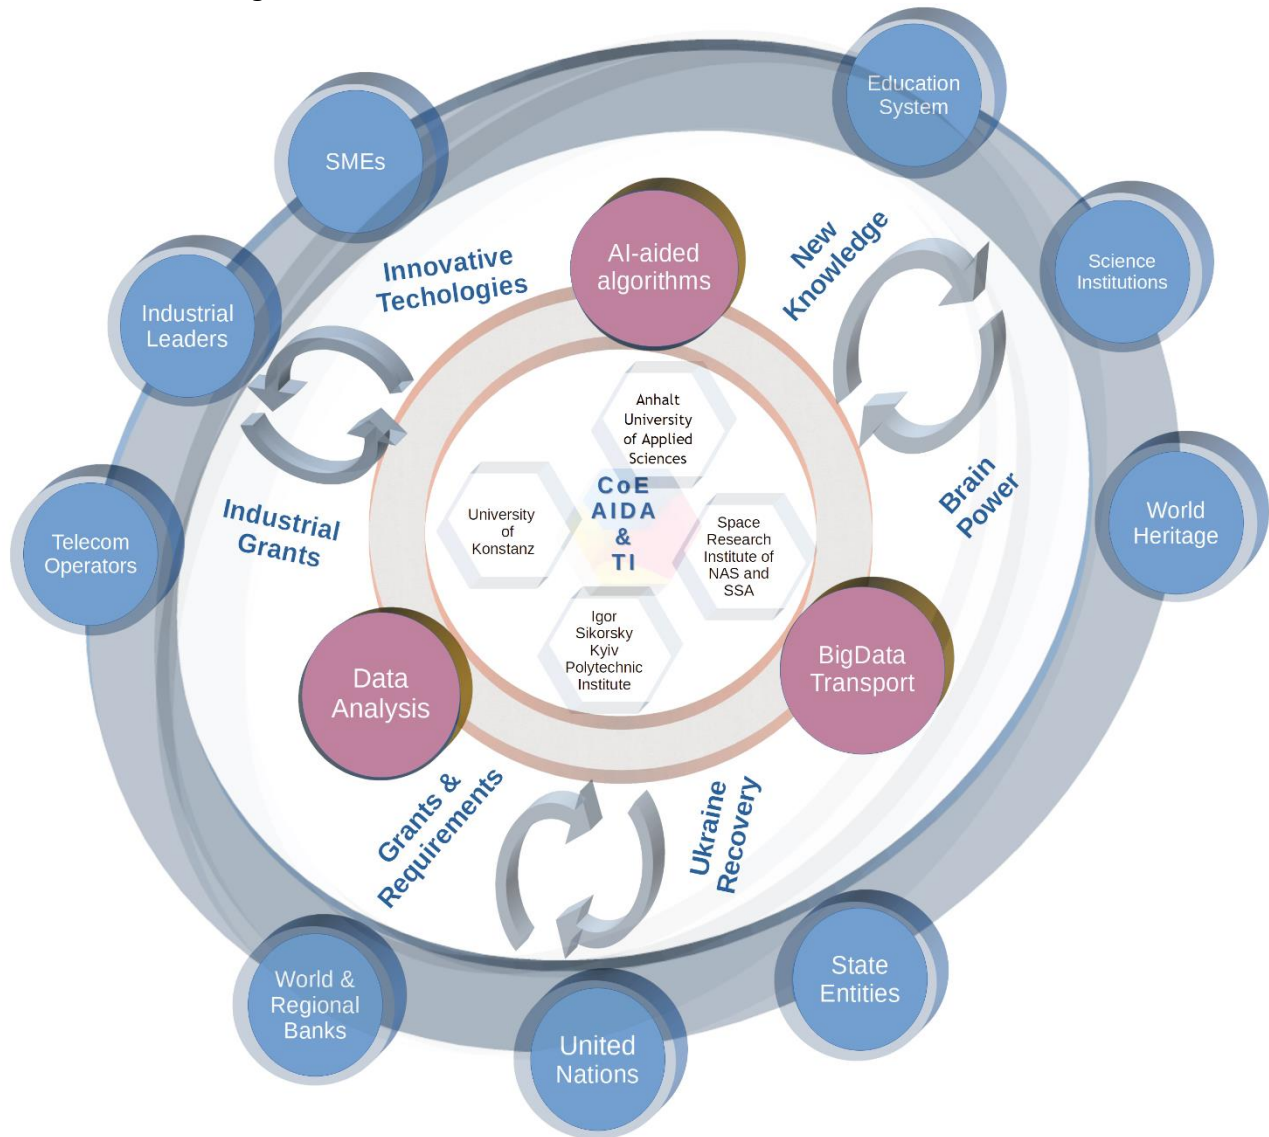 Education
System
SMEs
Science
Institutions
Industrial
Leaders
Innovative
Techologies
AI-aided
algorithms
New
Knowledge
Anhalt
University
of Applied
Sciences
CoE
AIDA
&
TI
University
of
Konstanz
Space
Research
Institute of
NAS and
SSA
Igor
Sikorsky
Kyiv
Polytechnic
Institute
Brain
Power
World
Heritage
Telecom
Operators
Industrial
Grants
Data
Analysis
BigData
Transport
Grants &
Requirements
Ukraine
Recovery
World &
Regional
Banks
United
Nations
State
Entities